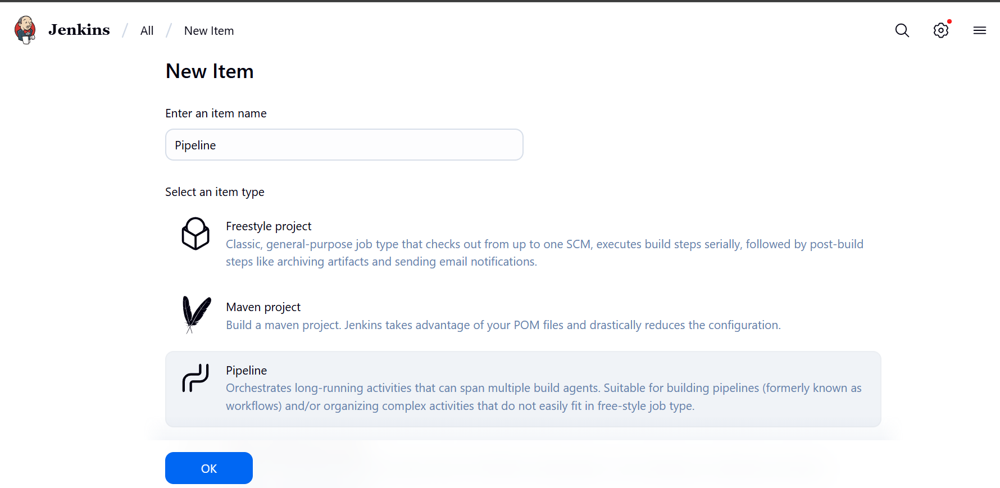 Jenkins / All / New Item
New Item
Enter an item name
Pipeline
Select an item type
Freestyle project
Classic, general-purpose job type that checks out from up to one SCM, executes build steps serially, followed by post-build
steps like archiving artifacts and sending email notifications.
Maven project
Build a maven project. Jenkins takes advantage of your POM files and drastically reduces the configuration.
Pipeline
Orchestrates long-running activities that can span multiple build agents. Suitable for building pipelines (formerly known as
workflows) and/or organizing complex activities that do not easily fit in free-style job type.
OK